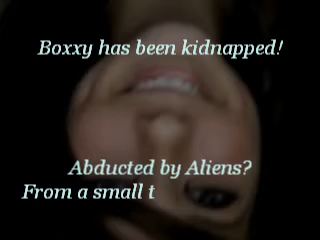 Boxxy has been kidnapped!
Abducted by Aliens?
From a small t